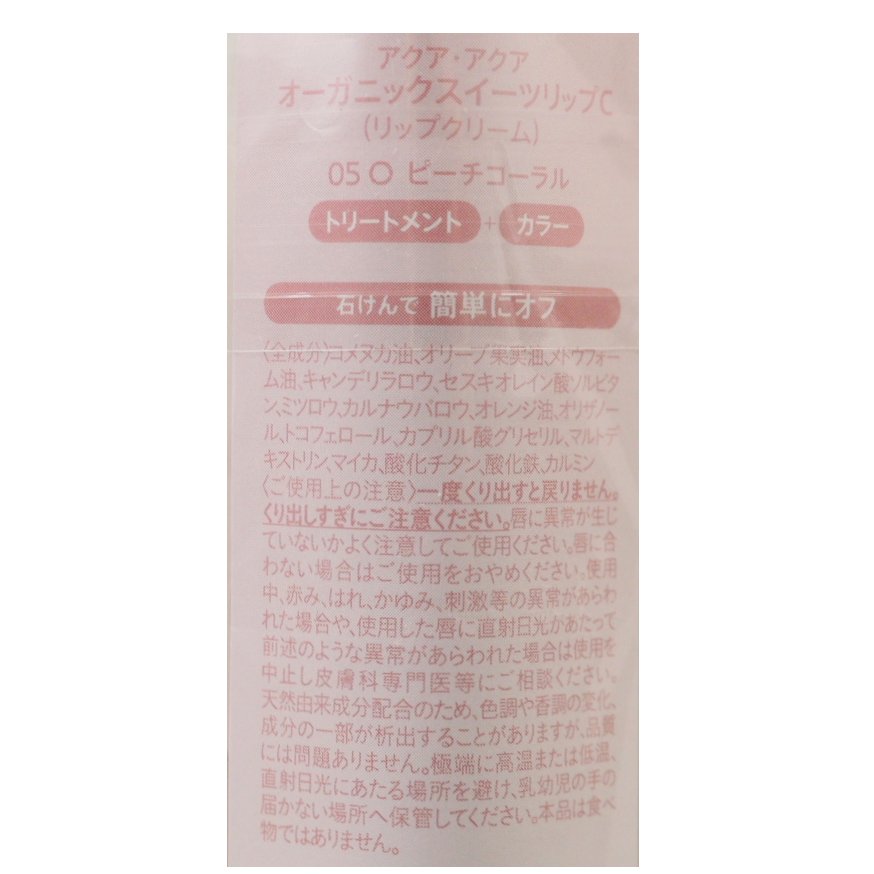 アクア・アクア
オーガニックスイーツリップC
(リップクリーム)
05 〇 ピーチコーラル
トリートメント + カラー
石けんで 簡単にオフ
〈全成分〉コメヌカ油、オリーブ果実油、メドウフォー
ム油、キャンデリラロウ、セスキオレイン酸ソルビタ
ン、ミツロウ、カルナウバロウ、オレンジ油、オリザノー
ル、トコフェロール、カプリル酸グリセリル、マルトデ
キストリン、マイカ、酸化チタン、酸化鉄、カルミン
〈ご使用上の注意〉一度くり出すと戻りません。
くり出しすぎにご注意ください。唇に異常が生じ
ていないかよく注意してご使用ください。唇に合
わない場合はご使用をおやめください。使用
中、赤み、はれ、かゆみ、刺激等の異常があらわ
れた場合や、使用した唇に直射日光があたって
前述のような異常があらわれた場合は使用を
中止し皮膚科専門医等にご相談ください。
天然由来成分配合のため、色調や香調の変化、
成分の一部が析出することがありますが、品質
には問題ありません。極端に高温または低温、
直射日光にあたる場所を避け、乳幼児の手の
届かない場所へ保管してください。本品は食べ
物ではありません。